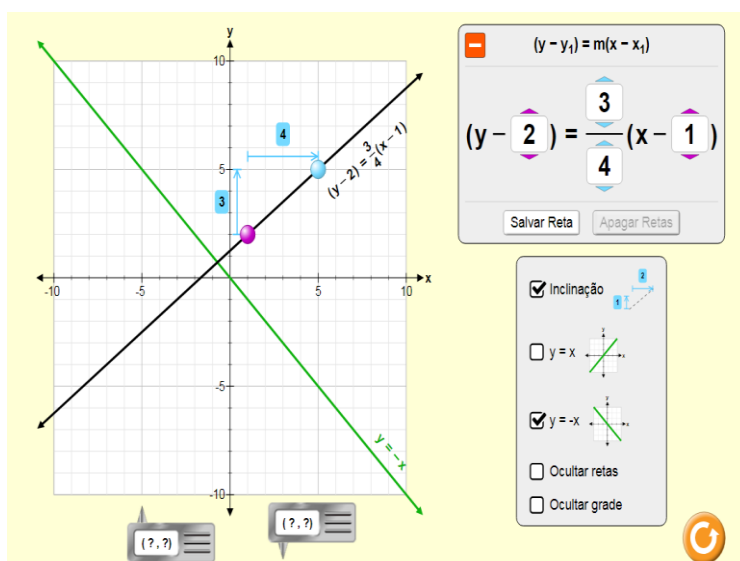 y
10
5
-5
-10
-10
-5
5
10
x
4
3
(y – 2) = 3/4(x – 1)
y = -x
(?, ?)
(?, ?)
(y – y₁) = m(x – x₁)
(y – 2) = 3/4 (x – 1)
Salvar Reta
Apagar Retas
Inclinação
2
1
y = x
y = -x
Ocultar retas
Ocultar grade